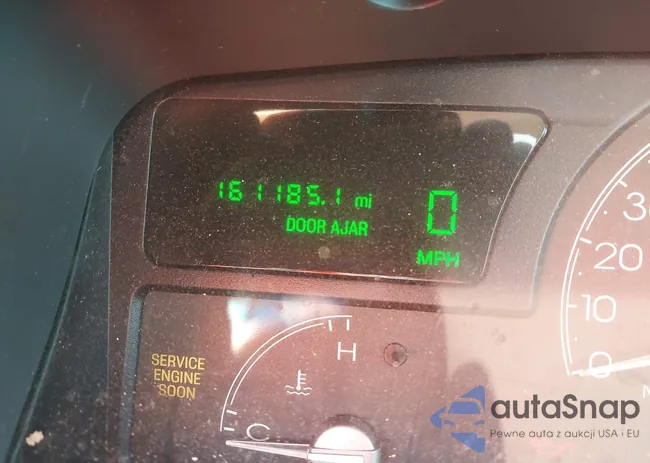 161185.1 mi
0
DOOR AJAR
MPH
SERVICE
ENGINE
SOON
H
C
30
20
10
0
autaSnap
Pewne auta z aukcji USA i EU